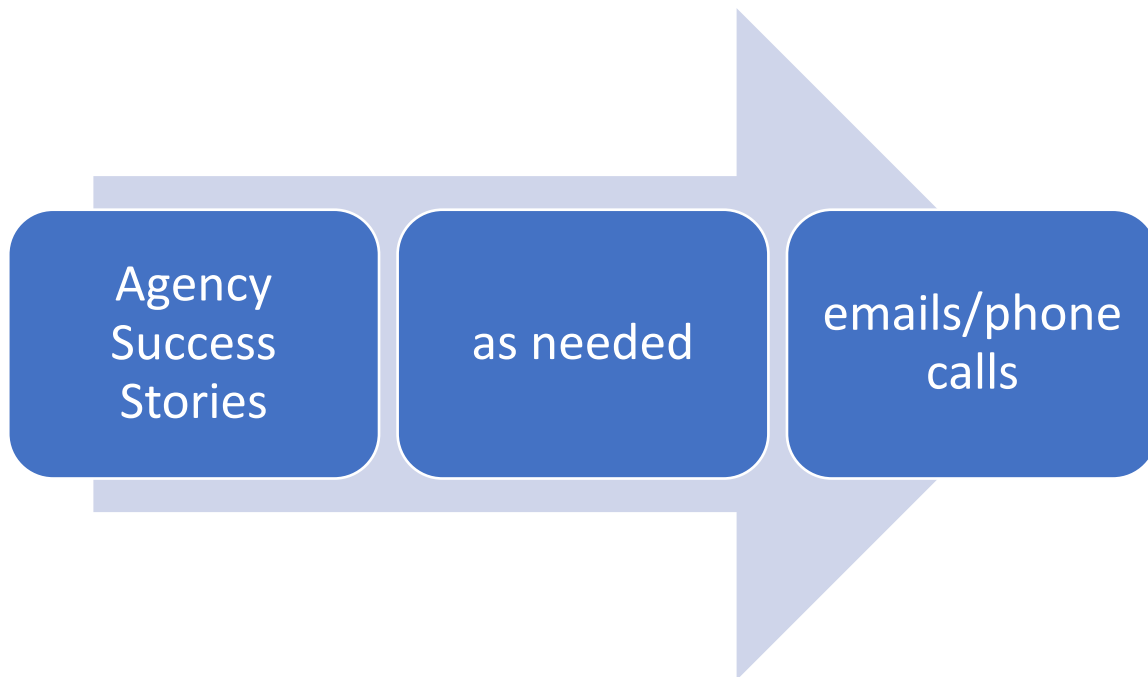 Agency
Success
Stories
as needed
emails/phone
calls